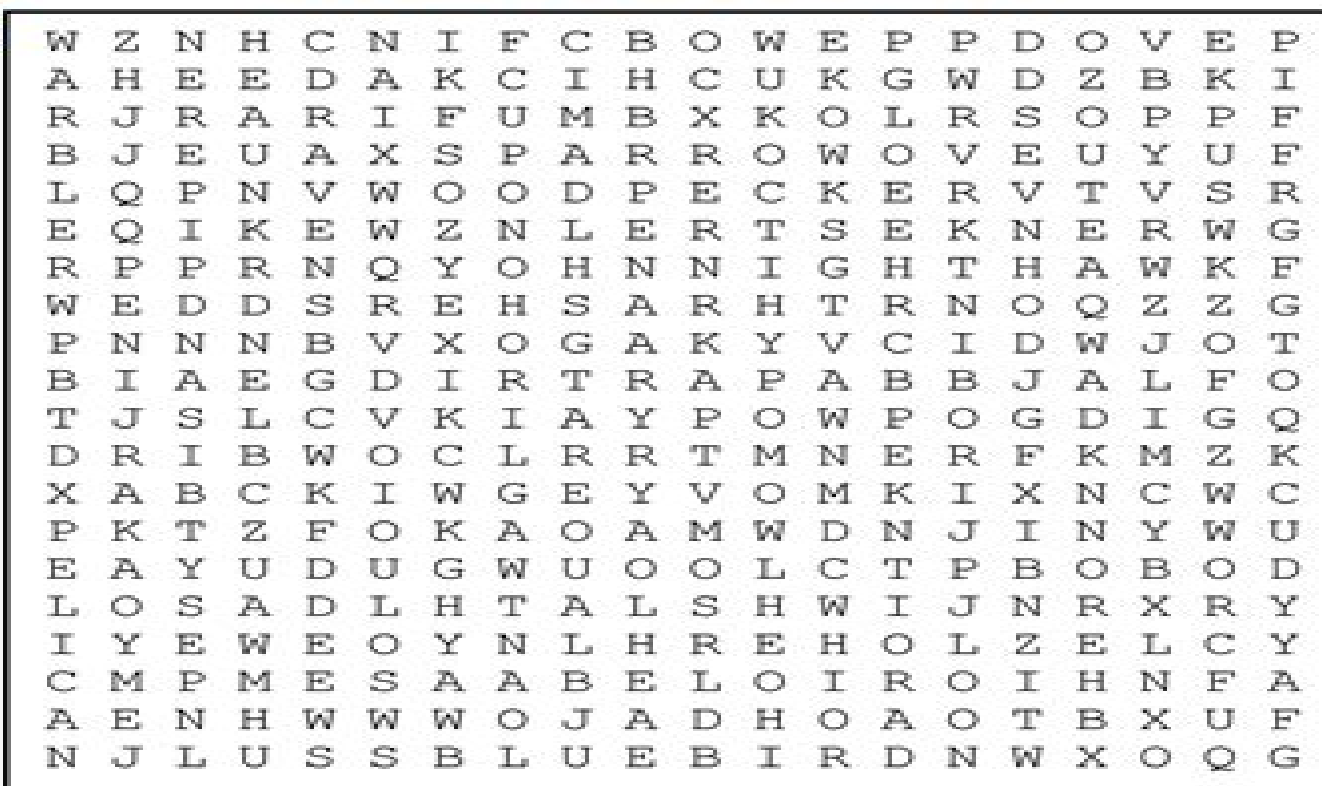 W Z N H C N I F C B O W E P P D O V E P
A H E E D A K C I H C U K G W D Z B K I
R J R A R I F U M B X K O L R S O P P F
B J E U A X S P A R R O W O V E U Y U F
L Q P N V W O O D P E C K E R V T V S R
E Q I K E W Z N L E R T S E K N E R W G
R P P R N Q Y O H N N I G H T H A W K F
W E D D S R E H S A R H T R N O Q Z Z G
P N N N B V X O G A K Y V C I D W J O T
B I A E G D I R T R A P A B B J A L F O
T J S L C V K I A Y P O W P O G D I G Q
D R I B W O C L R R T M N E R F K M Z K
X A B C K I W G E Y V O M K I X N C W C
P K T Z F O K A O A M W D N J I N Y W U
E A Y U D U G W U O O L C T P B O B O D
L O S A D L H T A L S H W I J N R X R Y
I Y E W E O Y N L H R E H O L Z E L C Y
C M P M E S A A B E L O I R O I H N F A
A E N H W W W O J A D H O A O T B X U F
N J L U S S B L U E B I R D N W X O Q G